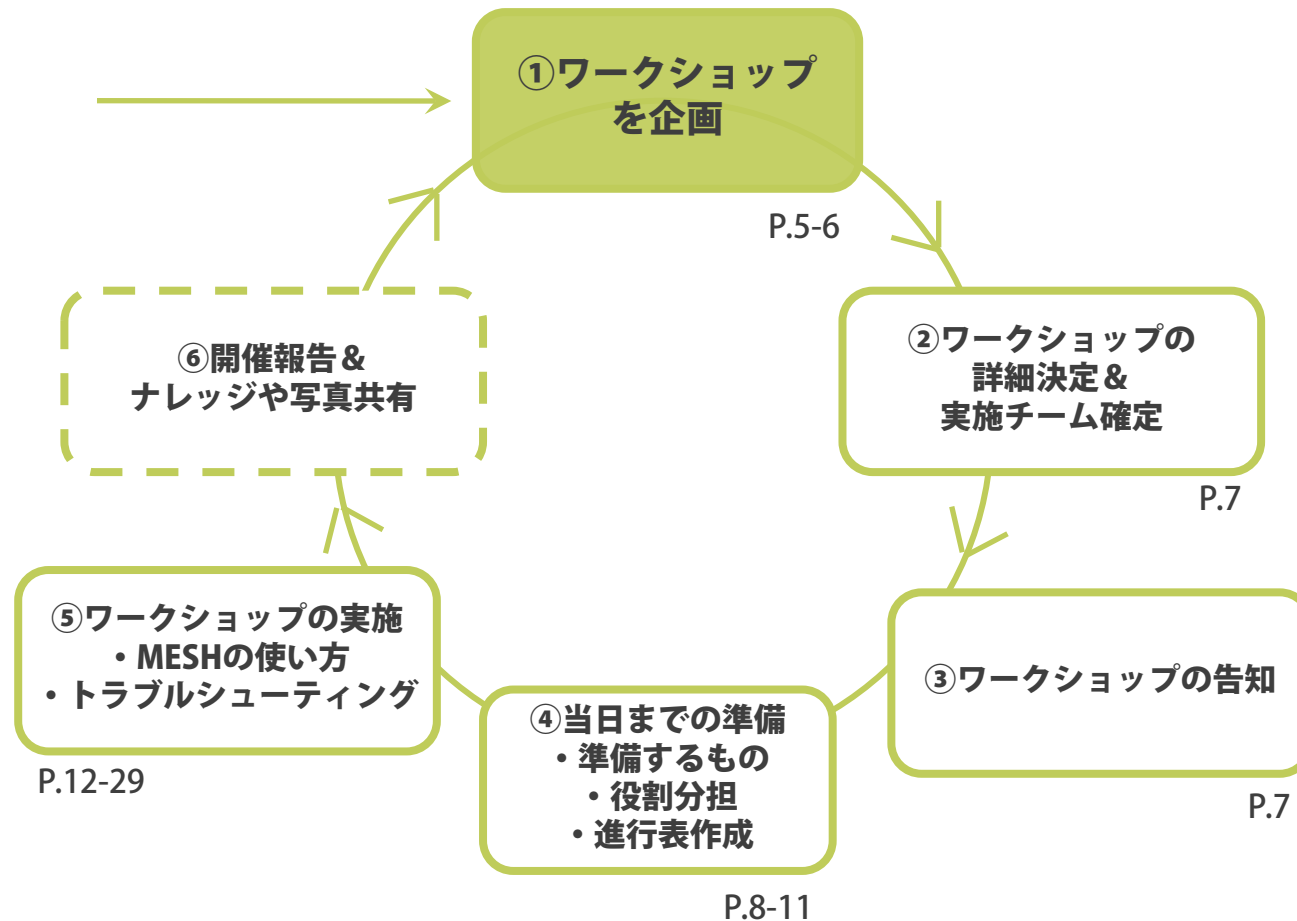 ①ワークショップ
を企画
P.5-6
②ワークショップの
詳細決定&
実施チーム確定
P.7
③ワークショップの告知
P.7
④当日までの準備
・準備するもの
・役割分担
・進行表作成
P.8-11
⑤ワークショップの実施
・MESHの使い方
・トラブルシューティング
P.12-29
⑥開催報告&
ナレッジや写真共有